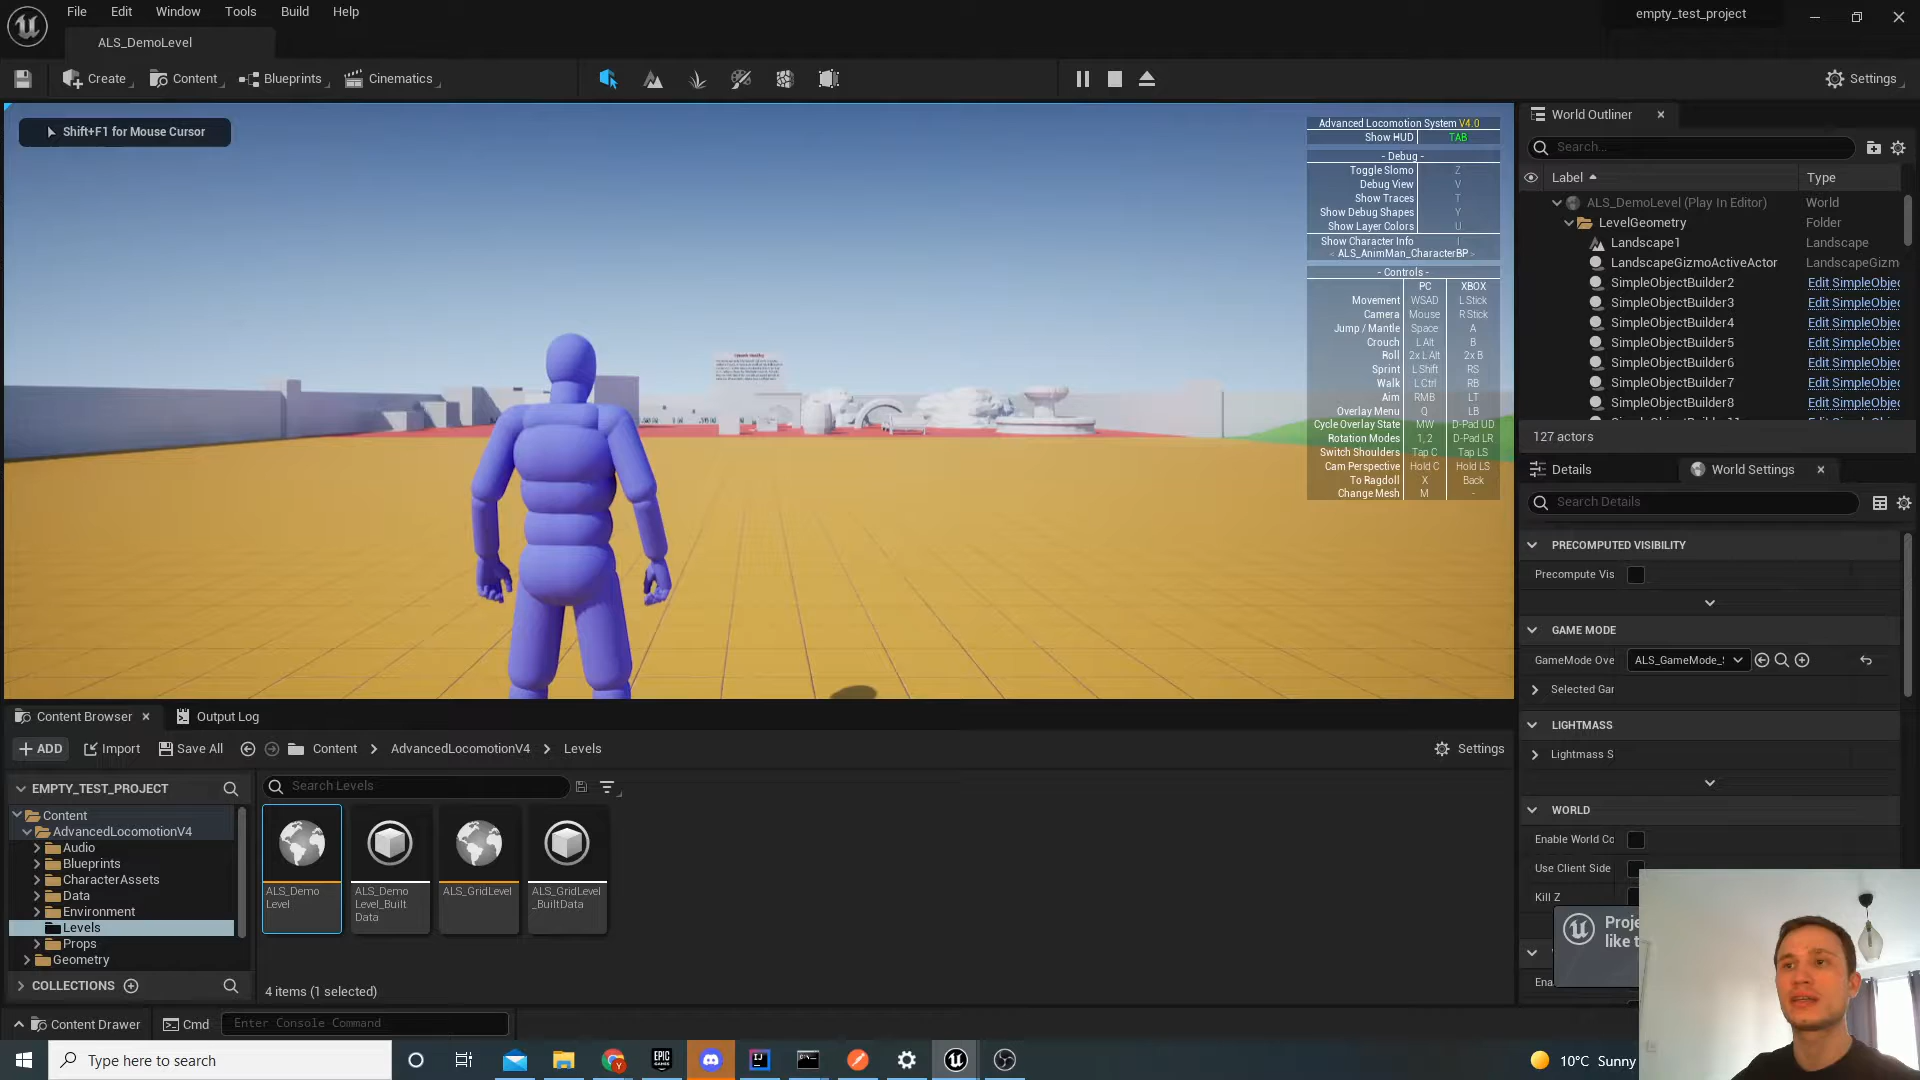 File Edit Window Tools Build Help
empty_test_project
ALS_DemoLevel
Create Content Blueprints Cinematics
Settings
Shift+F1 for Mouse Cursor
Advanced Locomotion System V4.0
Show HUD TAB
- Debug -
Toggle Slomo Z
Debug View V
Show Traces T
Show Debug Shapes Y
Show Layer Colors U
Show Character Info I
< ALS_AnimMan_CharacterBP >
- Controls -
PC XBOX
Movement WSAD L Stick
Camera Mouse R Stick
Jump / Mantle Space A
Crouch L Alt B
Roll 2x L Alt 2x B
Sprint L Shift RS
Walk L Ctrl RB
Aim RMB LT
Overlay Menu Q LB
Cycle Overlay State MW D-Pad UD
Rotation Modes 1, 2 D-Pad LR
Switch Shoulders Tap C Tap LS
Cam Perspective Hold C Hold LS
To Ragdoll X Back
Change Mesh M -
World Outliner
Search...
Label Type
ALS_DemoLevel (Play In Editor) World
LevelGeometry Folder
Landscape1 Landscape
LandscapeGizmoActiveActor LandscapeGizm
SimpleObjectBuilder2 Edit SimpleObjec
SimpleObjectBuilder3 Edit SimpleObjec
SimpleObjectBuilder4 Edit SimpleObjec
SimpleObjectBuilder5 Edit SimpleObjec
SimpleObjectBuilder6 Edit SimpleObjec
SimpleObjectBuilder7 Edit SimpleObjec
SimpleObjectBuilder8 Edit SimpleObjec
127 actors
Details World Settings
Search Details
PRECOMPUTED VISIBILITY
Precompute Vis
GAME MODE
GameMode Ove ALS_GameMode_S
Selected Gar
LIGHTMASS
Lightmass S
WORLD
Enable World Co
Use Client Side
Kill Z
Proje
like t
Ena
Content Browser Output Log
ADD Import Save All Content AdvancedLocomotionV4 Levels Settings
EMPTY_TEST_PROJECT
Search Levels
Content
AdvancedLocomotionV4
Audio
Blueprints
CharacterAssets
Data
Environment
Levels
Props
Geometry
COLLECTIONS
ALS_Demo
Level
ALS_Demo
Level_Built
Data
ALS_GridLevel
ALS_GridLevel
_BuiltData
4 items (1 selected)
Content Drawer Cmd Enter Console Command
Type here to search
EPIC
GAMES
IJ
10°C Sunny